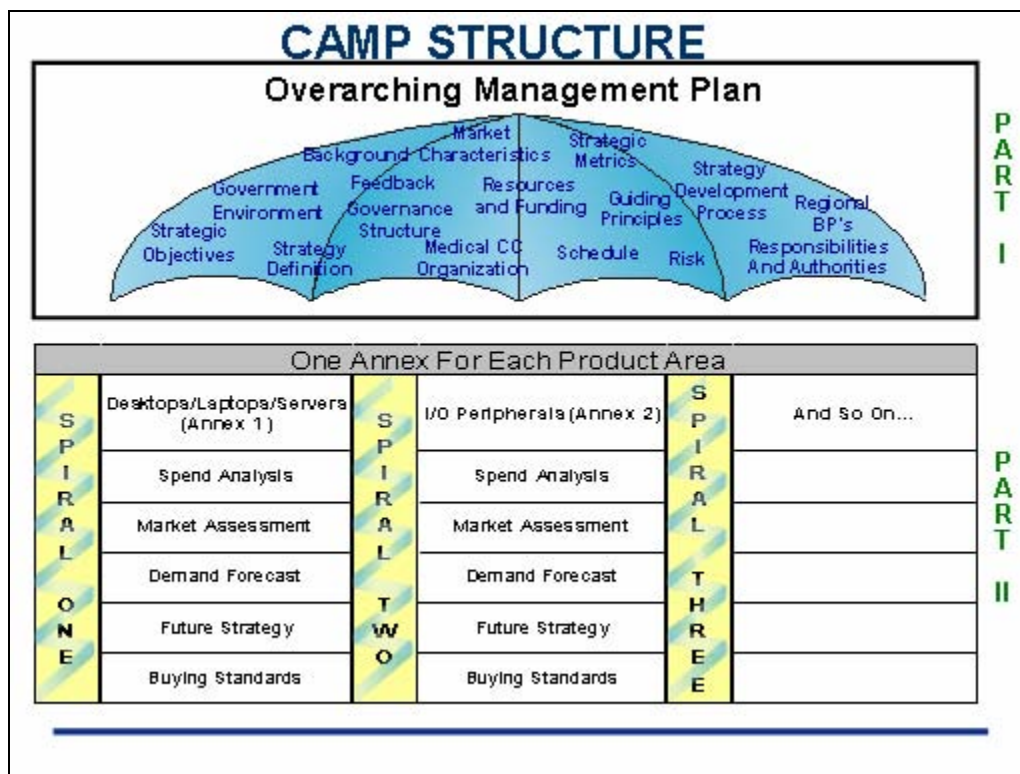 CAMP STRUCTURE
Overarching Management Plan
Market
Characteristics
Strategic
Metrics
Background
Government
Environment
Feedback
Resources
and Funding
Strategy
Development
Process
Guiding
Principles
Regional
BP's
Governance
Structure
Strategic
Objectives
Strategy
Definition
Medical CC
Organization
Schedule
Risk
Responsibilities
And Authorities
PART I
One Annex For Each Product Area
SPIRAL ONE
Desktops/Laptops/Servers
(Annex 1)
Spend Analysis
Market Assessment
Demand Forecast
Future Strategy
Buying Standards
SPIRAL TWO
I/O Peripherals (Annex 2)
Spend Analysis
Market Assessment
Demand Forecast
Future Strategy
Buying Standards
SPIRAL THREE
And So On...
PART II